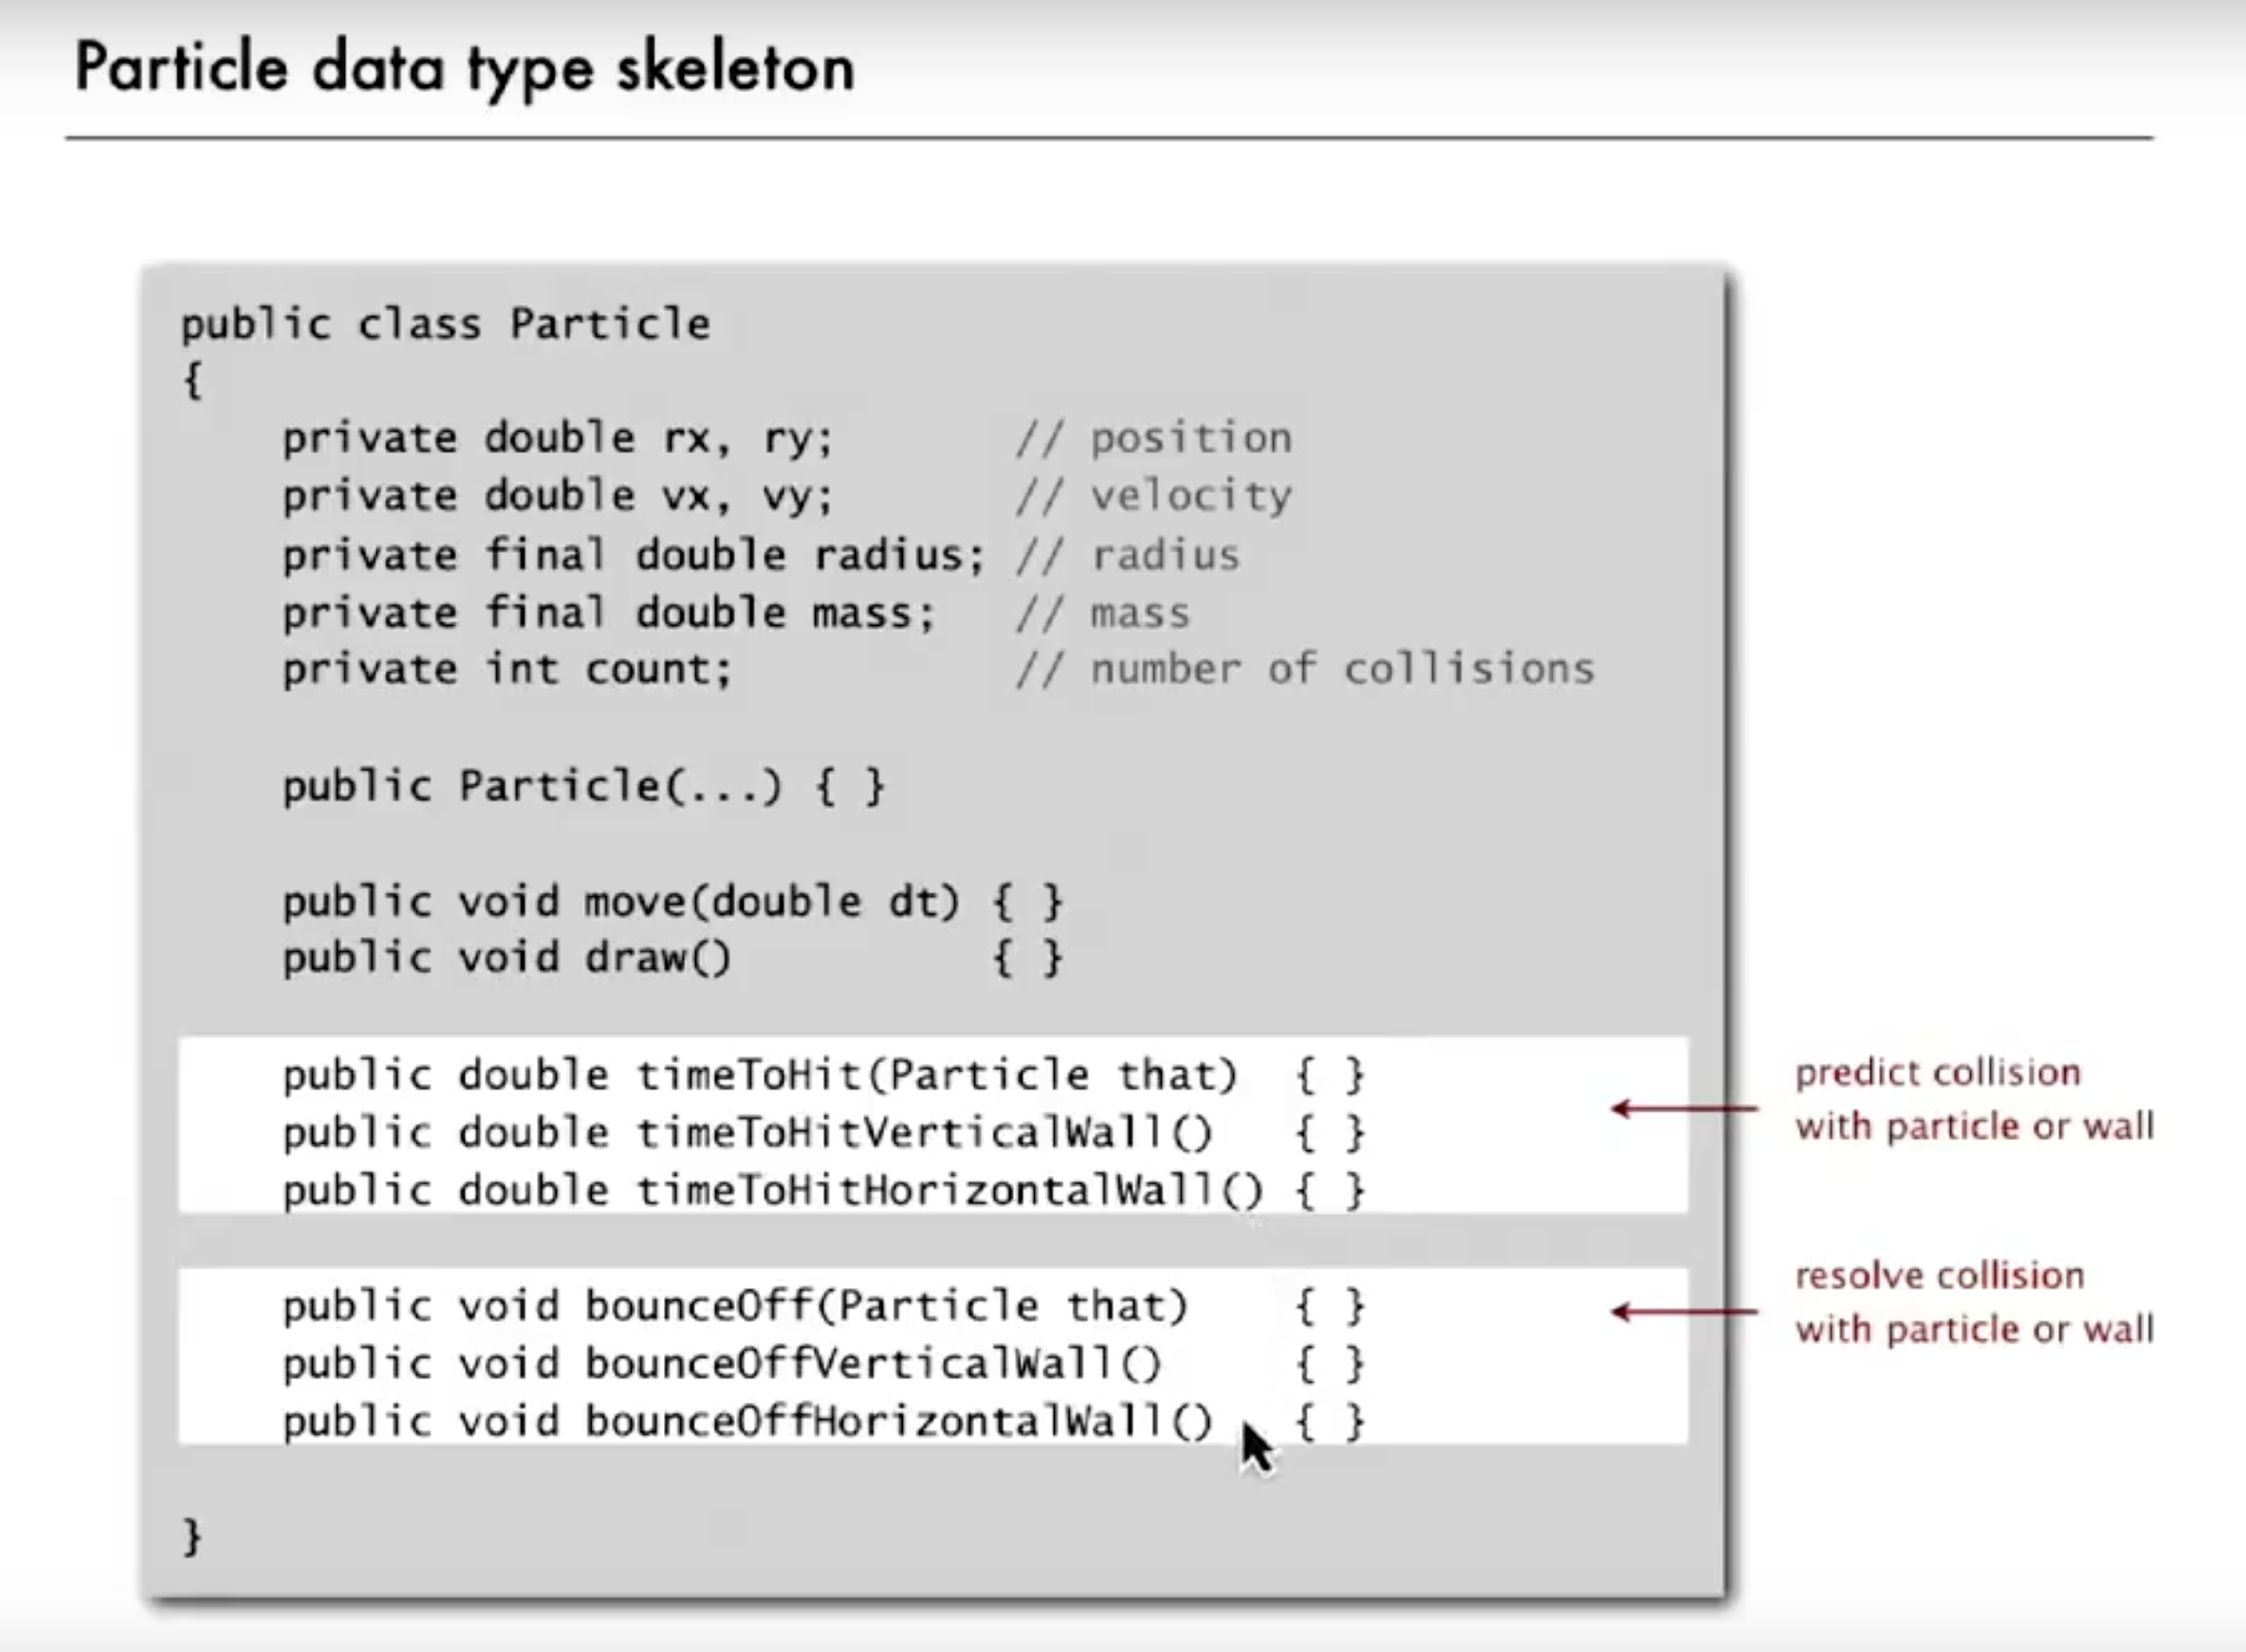 Particle data type skeleton
public class Particle
{
private double rx, ry; // position
private double vx, vy; // velocity
private final double radius; // radius
private final double mass; // mass
private int count; // number of collisions
public Particle(...) { }
public void move(double dt) { }
public void draw() { }
public double timeToHit(Particle that) { }
public double timeToHitVerticalWall() { }
public double timeToHitHorizontalWall() { }
predict collision
with particle or wall
public void bounceOff(Particle that) { }
public void bounceOffVerticalWall() { }
public void bounceOffHorizontalWall() { }
resolve collision
with particle or wall
}